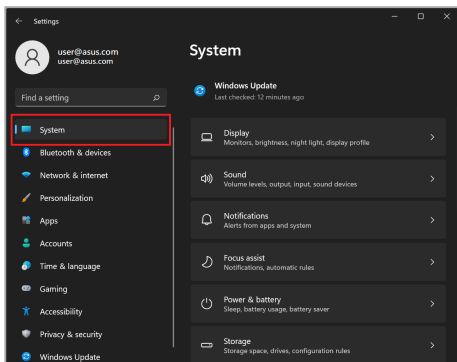 Settings
user@asus.com
user@asus.com
Find a setting
System
Bluetooth & devices
Network & internet
Personalization
Apps
Accounts
Time & language
Gaming
Accessibility
Privacy & security
Windows Update
System
Windows Update
Last checked: 12 minutes ago
Display
Monitors, brightness, night light, display profile
Sound
Volume levels, output, input, sound devices
Notifications
Alerts from apps and system
Focus assist
Notifications, automatic rules
Power & battery
Sleep, battery usage, battery saver
Storage
Storage space, drives, configuration rules